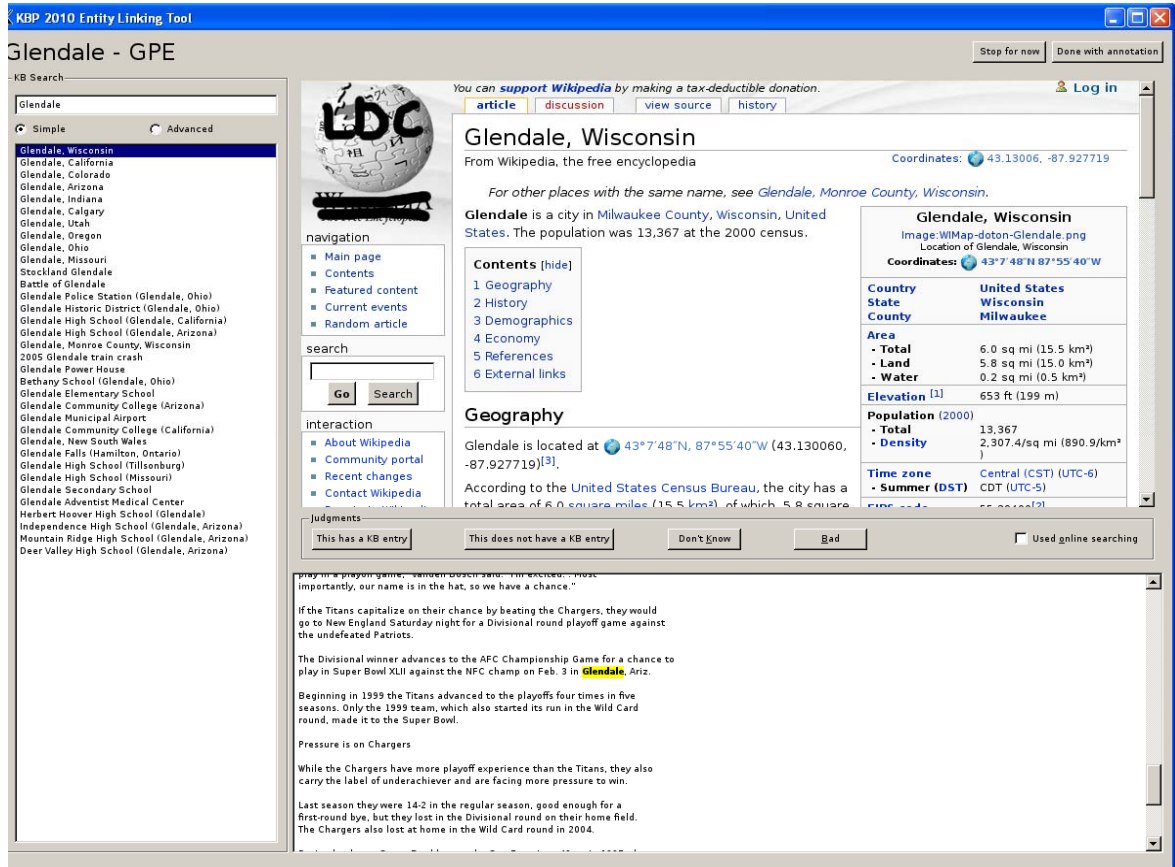 KBP 2010 Entity Linking Tool
Glendale - GPE
Stop for now
Done with annotation
KB Search
Glendale
Simple
Advanced
Glendale, Wisconsin
Glendale, California
Glendale, Colorado
Glendale, Arizona
Glendale, Indiana
Glendale, Calgary
Glendale, Utah
Glendale, Oregon
Glendale, Ohio
Glendale, Missouri
Stockland Glendale
Battle of Glendale
Glendale Police Station (Glendale, Ohio)
Glendale Historic District (Glendale, Ohio)
Glendale High School (Glendale, California)
Glendale High School (Glendale, Arizona)
Glendale, Monroe County, Wisconsin
2005 Glendale train crash
Glendale Power House
Bethany School (Glendale, Ohio)
Glendale Elementary School
Glendale Community College (Arizona)
Glendale Municipal Airport
Glendale Community College (California)
Glendale, New South Wales
Glendale Falls (Hamilton, Ontario)
Glendale High School (Tillsonburg)
Glendale High School (Missouri)
Glendale Secondary School
Glendale Adventist Medical Center
Herbert Hoover High School (Glendale)
Independence High School (Glendale, Arizona)
Mountain Ridge High School (Glendale, Arizona)
Deer Valley High School (Glendale, Arizona)
LDC
navigation
Main page
Contents
Featured content
Current events
Random article
search
Go
Search
interaction
About Wikipedia
Community portal
Recent changes
Contact Wikipedia
You can support Wikipedia by making a tax-deductible donation.
Log in
article
discussion
view source
history
Glendale, Wisconsin
From Wikipedia, the free encyclopedia
Coordinates: 43.13006, -87.927719
For other places with the same name, see Glendale, Monroe County, Wisconsin.
Glendale is a city in Milwaukee County, Wisconsin, United
States. The population was 13,367 at the 2000 census.
Contents [hide]
1 Geography
2 History
3 Demographics
4 Economy
5 References
6 External links
Geography
Glendale is located at 43°7′48″N, 87°55′40″W (43.130060,
-87.927719)[3].
According to the United States Census Bureau, the city has a
total area of 6.0 square miles (15.5 km²), of which, 5.8 square
Glendale, Wisconsin
Image:WIMap-doton-Glendale.png
Location of Glendale, Wisconsin
Coordinates: 43°7′48″N 87°55′40″W
Country United States
State Wisconsin
County Milwaukee
Area
- Total 6.0 sq mi (15.5 km²)
- Land 5.8 sq mi (15.0 km²)
- Water 0.2 sq mi (0.5 km²)
Elevation [1] 653 ft (199 m)
Population (2000)
- Total 13,367
- Density 2,307.4/sq mi (890.9/km²
)
Time zone Central (CST) (UTC-6)
- Summer (DST) CDT (UTC-5)
Judgments
This has a KB entry
This does not have a KB entry
Don't Know
Bad
Used online searching
play in a playoff game," Vanden Bosch said. "I'm excited. . Most
importantly, our name is in the hat, so we have a chance."
If the Titans capitalize on their chance by beating the Chargers, they would
go to New England Saturday night for a Divisional round playoff game against
the undefeated Patriots.
The Divisional winner advances to the AFC Championship Game for a chance to
play in Super Bowl XLII against the NFC champ on Feb. 3 in Glendale, Ariz.
Beginning in 1999 the Titans advanced to the playoffs four times in five
seasons. Only the 1999 team, which also started its run in the Wild Card
round, made it to the Super Bowl.
Pressure is on Chargers
While the Chargers have more playoff experience than the Titans, they also
carry the label of underachiever and are facing more pressure to win.
Last season they were 14-2 in the regular season, good enough for a
first-round bye, but they lost in the Divisional round on their home field.
The Chargers also lost at home in the Wild Card round in 2004.